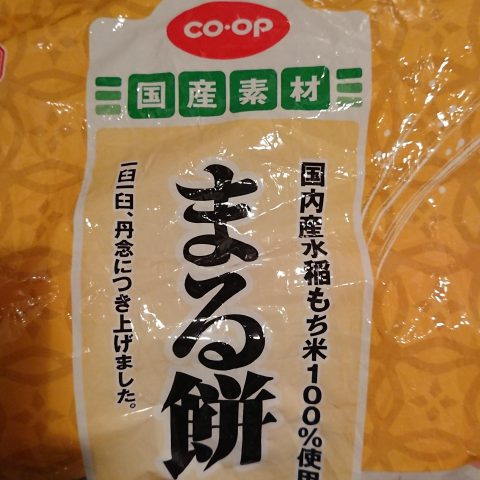 co·op
国産素材
国内産水稲もち米100%使用
まる餅
一臼一臼、丹念につき上げました。